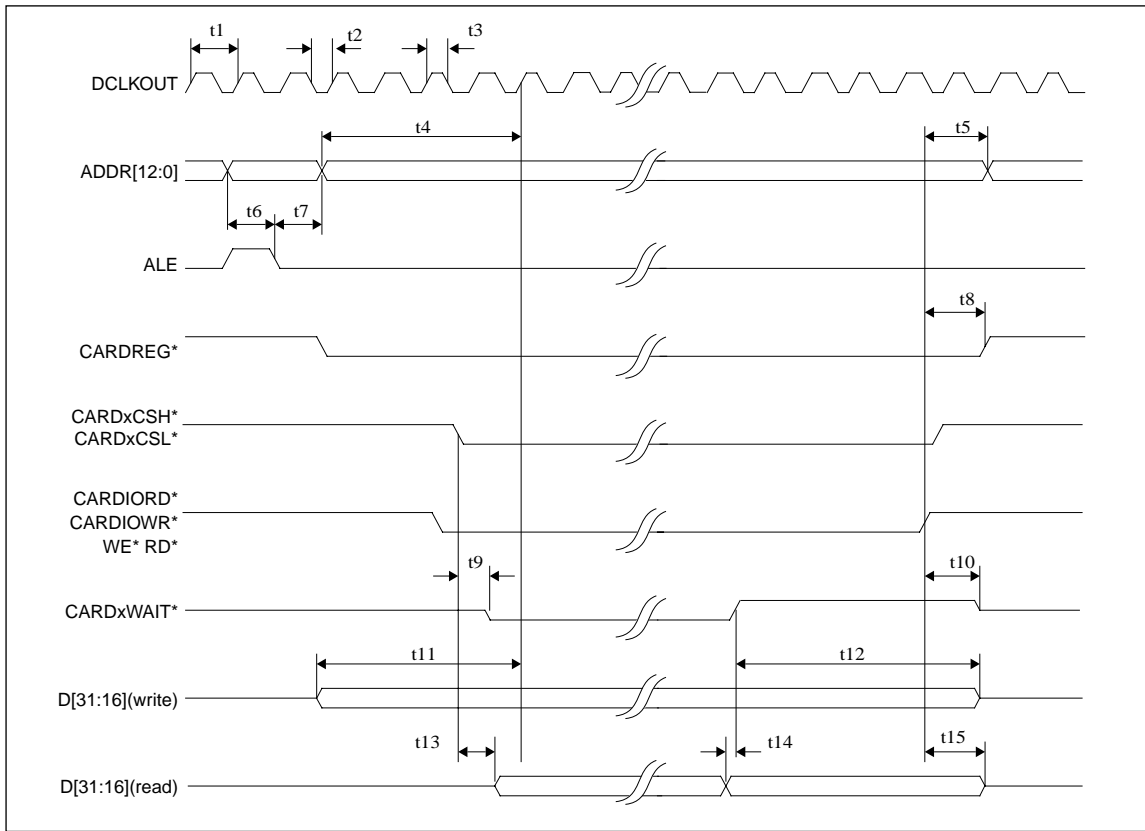 t1
t2
t3
DCLKOUT
t4
t5
ADDR[12:0]
t6
t7
ALE
t8
CARDREG*
CARDxCSH*
CARDxCSL*
CARDIORD*
CARDIOWR*
WE* RD*
t9
t10
CARDxWAIT*
t11
t12
D[31:16](write)
t13
t14
t15
D[31:16](read)